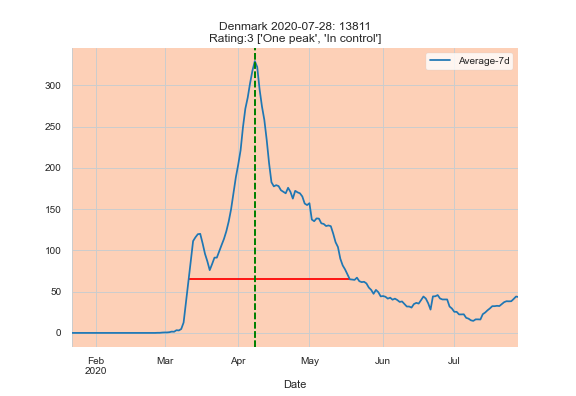 Denmark 2020-07-28: 13811
Rating:3 ['One peak', 'In control']
Average-7d
300
250
200
150
100
50
0
Feb Mar Apr May Jun Jul
2020
Date